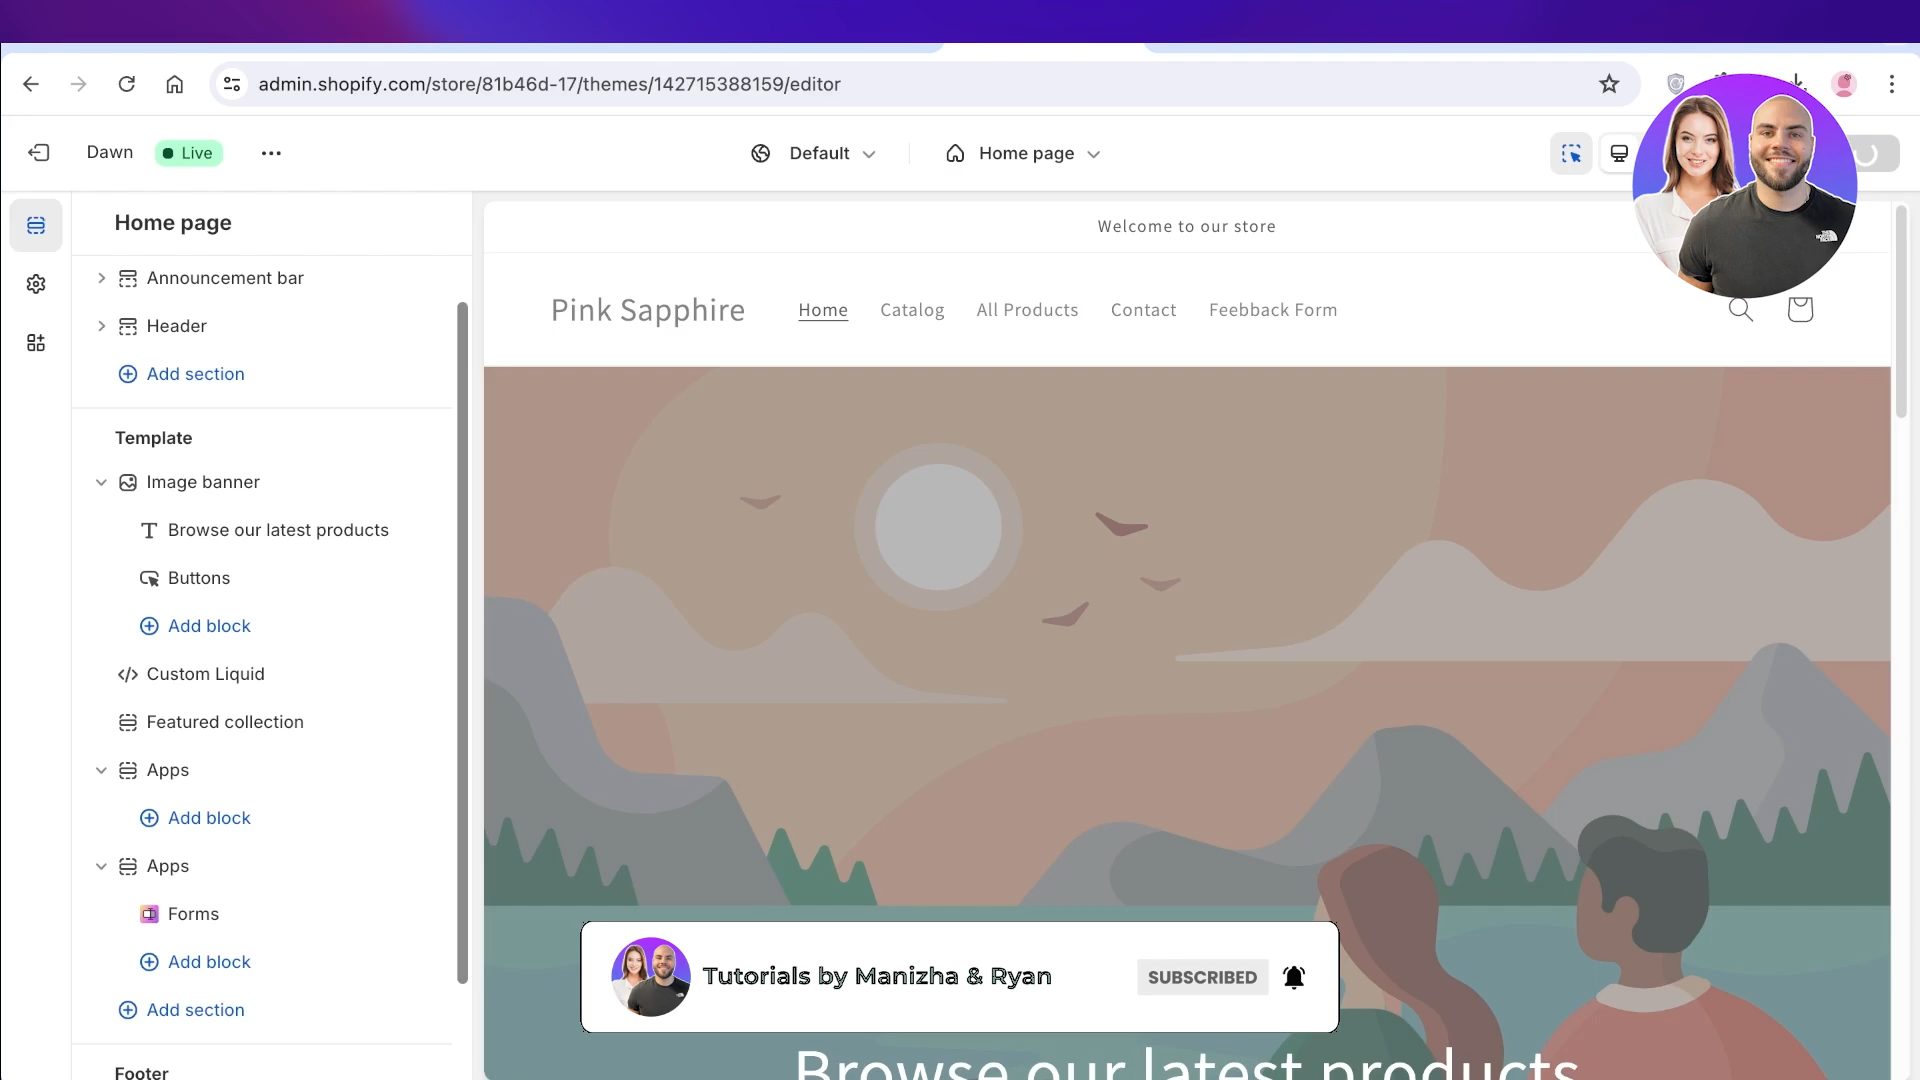 admin.shopify.com/store/81b46d-17/themes/142715388159/editor
Dawn
Live
Default
Home page
Home page
Announcement bar
Header
Add section
Template
Image banner
Browse our latest products
Buttons
Add block
Custom Liquid
Featured collection
Apps
Add block
Apps
Forms
Add block
Add section
Footer
Welcome to our store
Pink Sapphire
Home
Catalog
All Products
Contact
Feebback Form
Tutorials by Manizha & Ryan
SUBSCRIBED
Browse our latest products